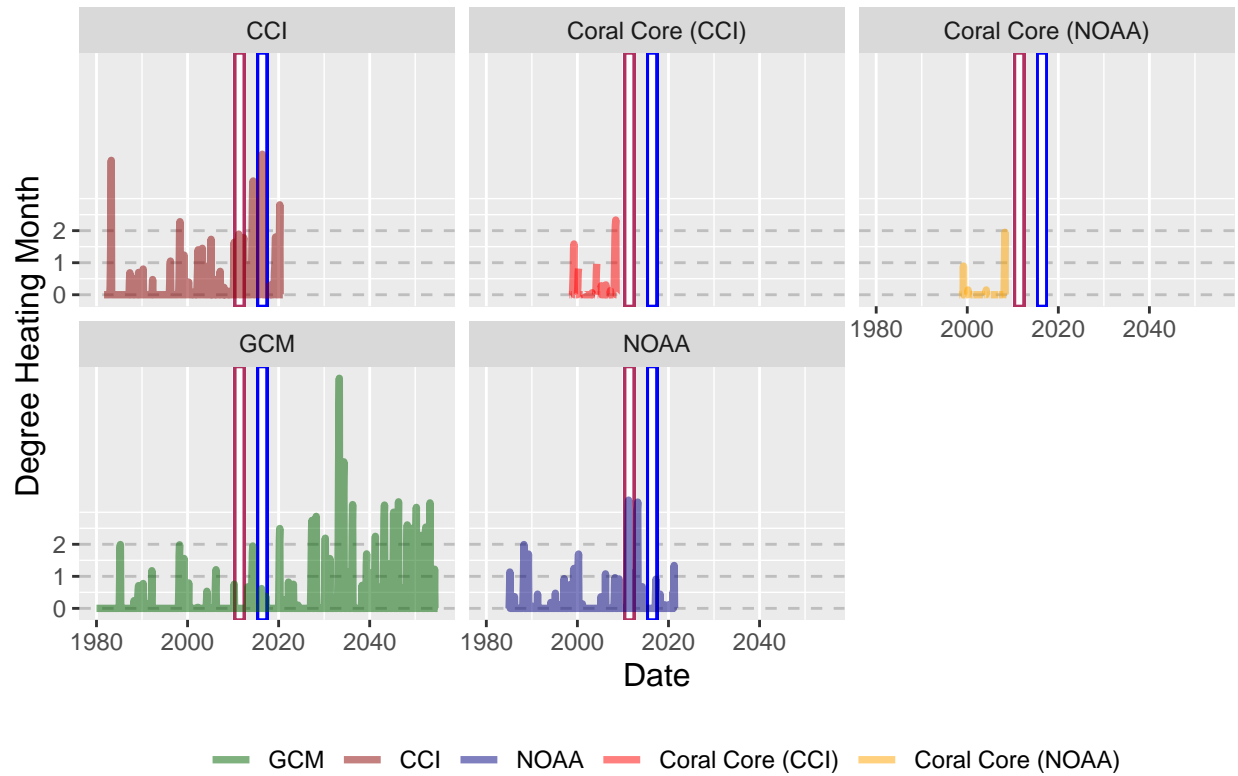 CCI Coral Core (CCI) Coral Core (NOAA)
Degree Heating Month
2
1
0
1980 2000 2020 2040
GCM NOAA
2
1
0
1980 2000 2020 2040 1980 2000 2020 2040
Date
GCM CCI NOAA Coral Core (CCI) Coral Core (NOAA)